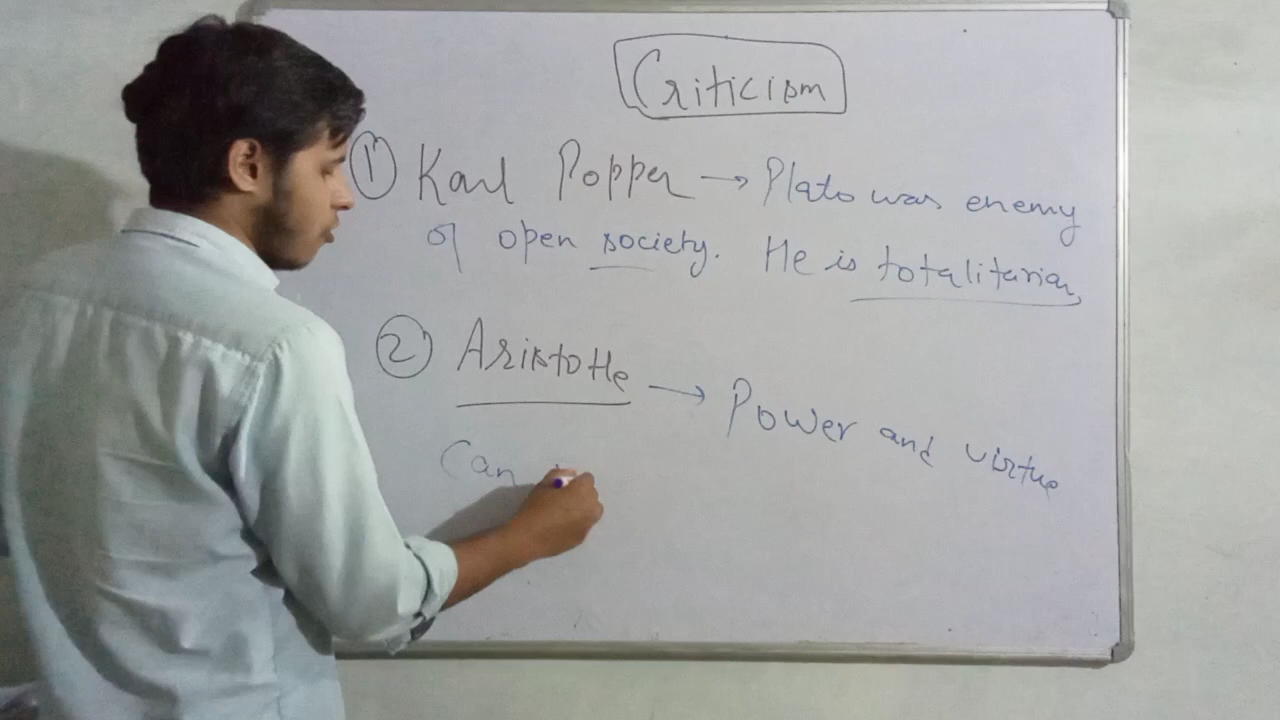 Criticism
① Karl Popper → Plato was enemy
of open society. He is totalitarian
② Aristotle → Power and virtue
Can